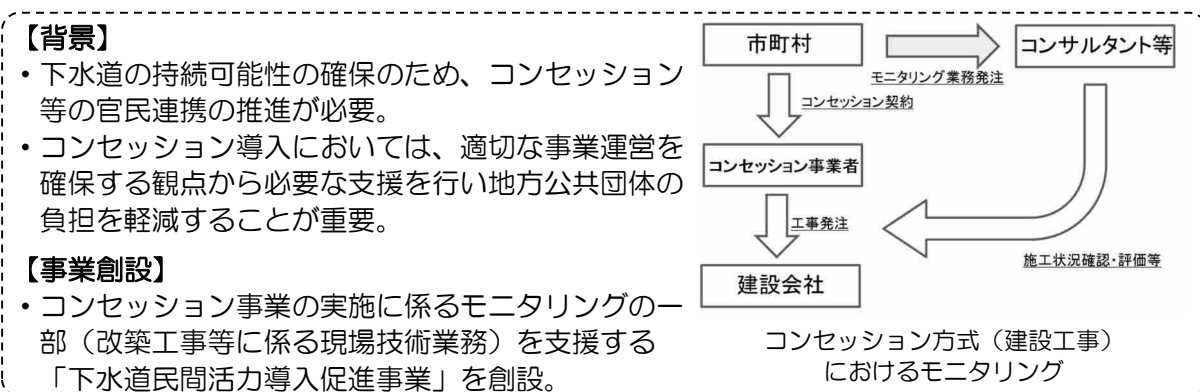 【背景】
・下水道の持続可能性の確保のため、コンセッション
等の官民連携の推進が必要。
・コンセッション導入においては、適切な事業運営を
確保する観点から必要な支援を行い地方公共団体の
負担を軽減することが重要。
【事業創設】
・コンセッション事業の実施に係るモニタリングの一
部（改築工事等に係る現場技術業務）を支援する
「下水道民間活力導入促進事業」を創設。
市町村
コンサルタント等
モニタリング業務発注
コンセッション契約
コンセッション事業者
工事発注
施工状況確認・評価等
建設会社
コンセッション方式（建設工事）
におけるモニタリング